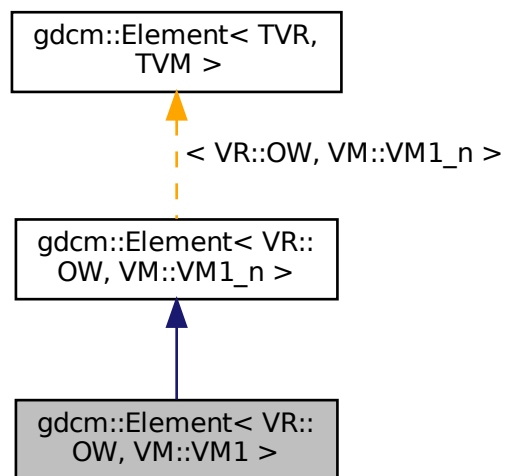 gdcm::Element< TVR,
TVM >
< VR::OW, VM::VM1_n >
gdcm::Element< VR::
OW, VM::VM1_n >
gdcm::Element< VR::
OW, VM::VM1 >